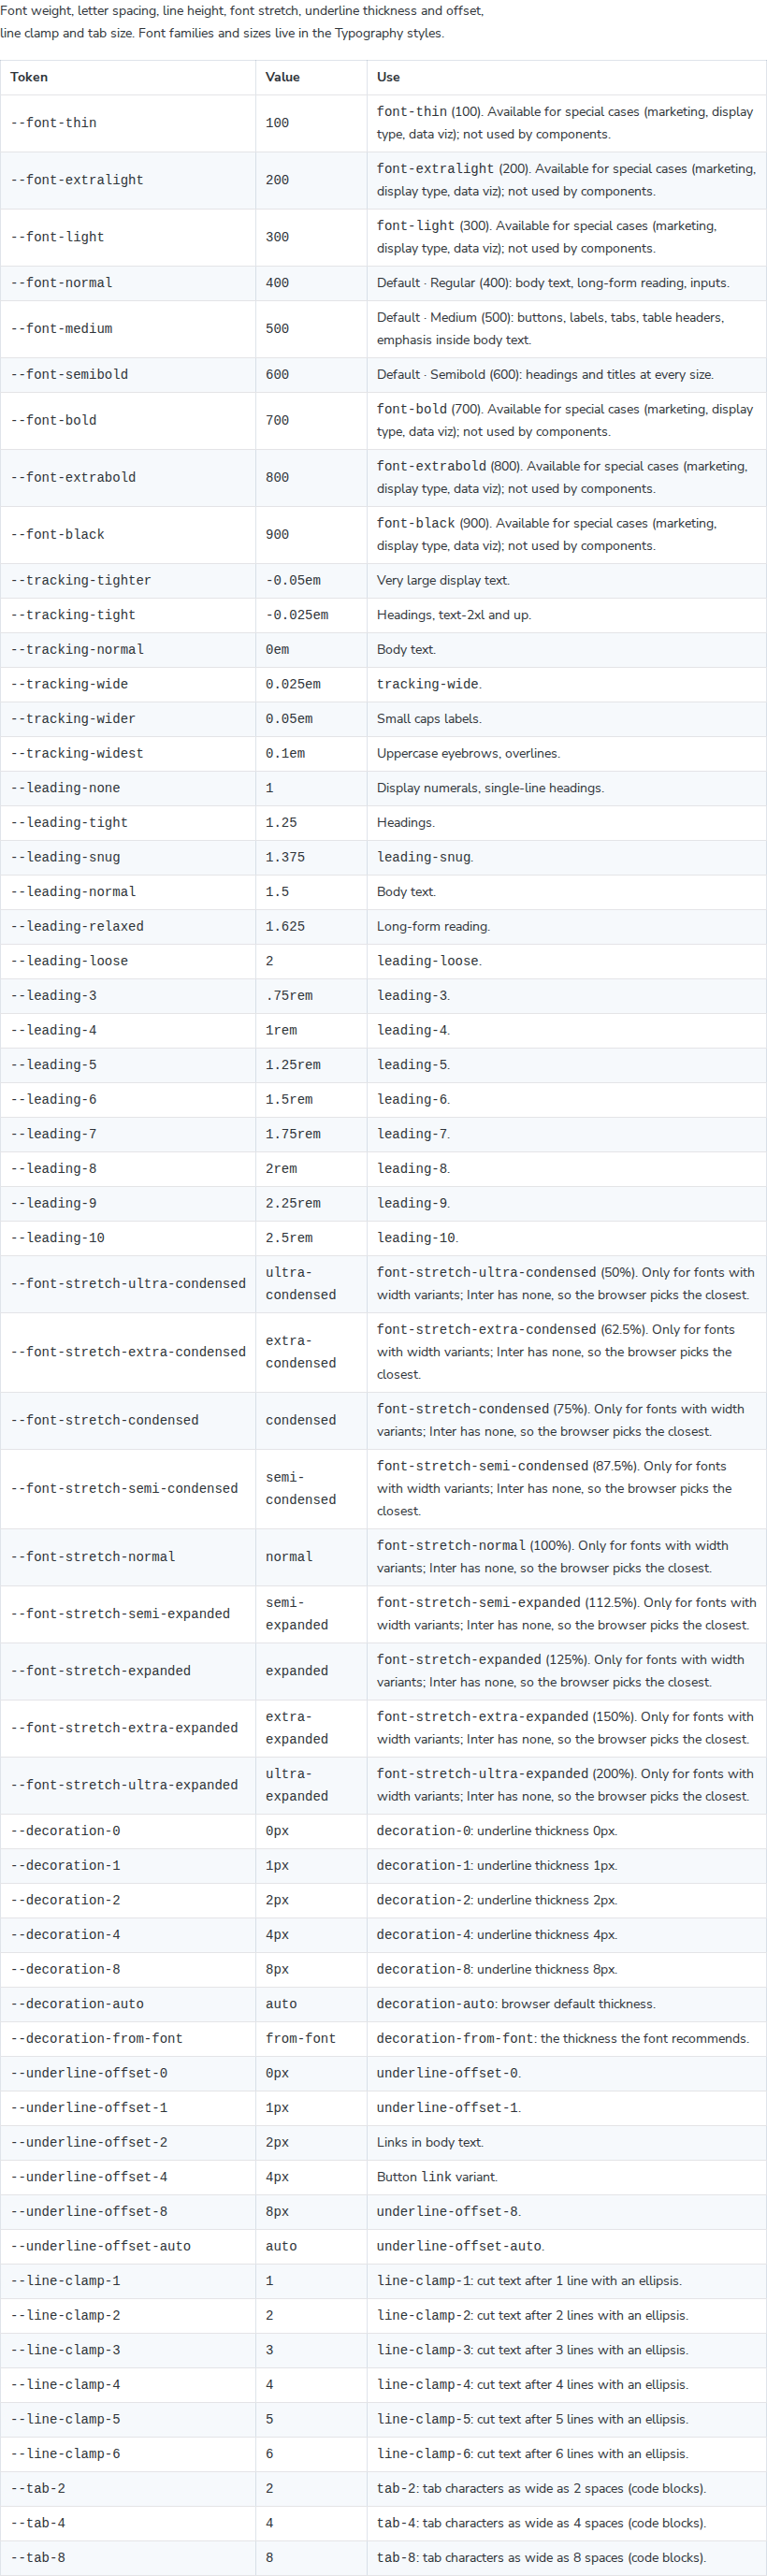 Font weight, letter spacing, line height, font stretch, underline thickness and offset,
line clamp and tab size. Font families and sizes live in the Typography styles.
Token Value Use
--font-thin 100 font-thin (100). Available for special cases (marketing, display
type, data viz); not used by components.
--font-extralight 200 font-extralight (200). Available for special cases (marketing,
display type, data viz); not used by components.
--font-light 300 font-light (300). Available for special cases (marketing,
display type, data viz); not used by components.
--font-normal 400 Default · Regular (400): body text, long-form reading, inputs.
--font-medium 500 Default · Medium (500): buttons, labels, tabs, table headers,
emphasis inside body text.
--font-semibold 600 Default · Semibold (600): headings and titles at every size.
--font-bold 700 font-bold (700). Available for special cases (marketing, display
type, data viz); not used by components.
--font-extrabold 800 font-extrabold (800). Available for special cases (marketing,
display type, data viz); not used by components.
--font-black 900 font-black (900). Available for special cases (marketing,
display type, data viz); not used by components.
--tracking-tighter -0.05em Very large display text.
--tracking-tight -0.025em Headings, text-2xl and up.
--tracking-normal 0em Body text.
--tracking-wide 0.025em tracking-wide.
--tracking-wider 0.05em Small caps labels.
--tracking-widest 0.1em Uppercase eyebrows, overlines.
--leading-none 1 Display numerals, single-line headings.
--leading-tight 1.25 Headings.
--leading-snug 1.375 leading-snug.
--leading-normal 1.5 Body text.
--leading-relaxed 1.625 Long-form reading.
--leading-loose 2 leading-loose.
--leading-3 .75rem leading-3.
--leading-4 1rem leading-4.
--leading-5 1.25rem leading-5.
--leading-6 1.5rem leading-6.
--leading-7 1.75rem leading-7.
--leading-8 2rem leading-8.
--leading-9 2.25rem leading-9.
--leading-10 2.5rem leading-10.
--font-stretch-ultra-condensed ultra-condensed font-stretch-ultra-condensed (50%). Only for fonts with
width variants; Inter has none, so the browser picks the closest.
--font-stretch-extra-condensed extra-condensed font-stretch-extra-condensed (62.5%). Only for fonts
with width variants; Inter has none, so the browser picks the
closest.
--font-stretch-condensed condensed font-stretch-condensed (75%). Only for fonts with width
variants; Inter has none, so the browser picks the closest.
--font-stretch-semi-condensed semi-condensed font-stretch-semi-condensed (87.5%). Only for fonts
with width variants; Inter has none, so the browser picks the
closest.
--font-stretch-normal normal font-stretch-normal (100%). Only for fonts with width
variants; Inter has none, so the browser picks the closest.
--font-stretch-semi-expanded semi-expanded font-stretch-semi-expanded (112.5%). Only for fonts with
width variants; Inter has none, so the browser picks the closest.
--font-stretch-expanded expanded font-stretch-expanded (125%). Only for fonts with width
variants; Inter has none, so the browser picks the closest.
--font-stretch-extra-expanded extra-expanded font-stretch-extra-expanded (150%). Only for fonts with
width variants; Inter has none, so the browser picks the closest.
--font-stretch-ultra-expanded ultra-expanded font-stretch-ultra-expanded (200%). Only for fonts with
width variants; Inter has none, so the browser picks the closest.
--decoration-0 0px decoration-0: underline thickness 0px.
--decoration-1 1px decoration-1: underline thickness 1px.
--decoration-2 2px decoration-2: underline thickness 2px.
--decoration-4 4px decoration-4: underline thickness 4px.
--decoration-8 8px decoration-8: underline thickness 8px.
--decoration-auto auto decoration-auto: browser default thickness.
--decoration-from-font from-font decoration-from-font: the thickness the font recommends.
--underline-offset-0 0px underline-offset-0.
--underline-offset-1 1px underline-offset-1.
--underline-offset-2 2px Links in body text.
--underline-offset-4 4px Button link variant.
--underline-offset-8 8px underline-offset-8.
--underline-offset-auto auto underline-offset-auto.
--line-clamp-1 1 line-clamp-1: cut text after 1 line with an ellipsis.
--line-clamp-2 2 line-clamp-2: cut text after 2 lines with an ellipsis.
--line-clamp-3 3 line-clamp-3: cut text after 3 lines with an ellipsis.
--line-clamp-4 4 line-clamp-4: cut text after 4 lines with an ellipsis.
--line-clamp-5 5 line-clamp-5: cut text after 5 lines with an ellipsis.
--line-clamp-6 6 line-clamp-6: cut text after 6 lines with an ellipsis.
--tab-2 2 tab-2: tab characters as wide as 2 spaces (code blocks).
--tab-4 4 tab-4: tab characters as wide as 4 spaces (code blocks).
--tab-8 8 tab-8: tab characters as wide as 8 spaces (code blocks).